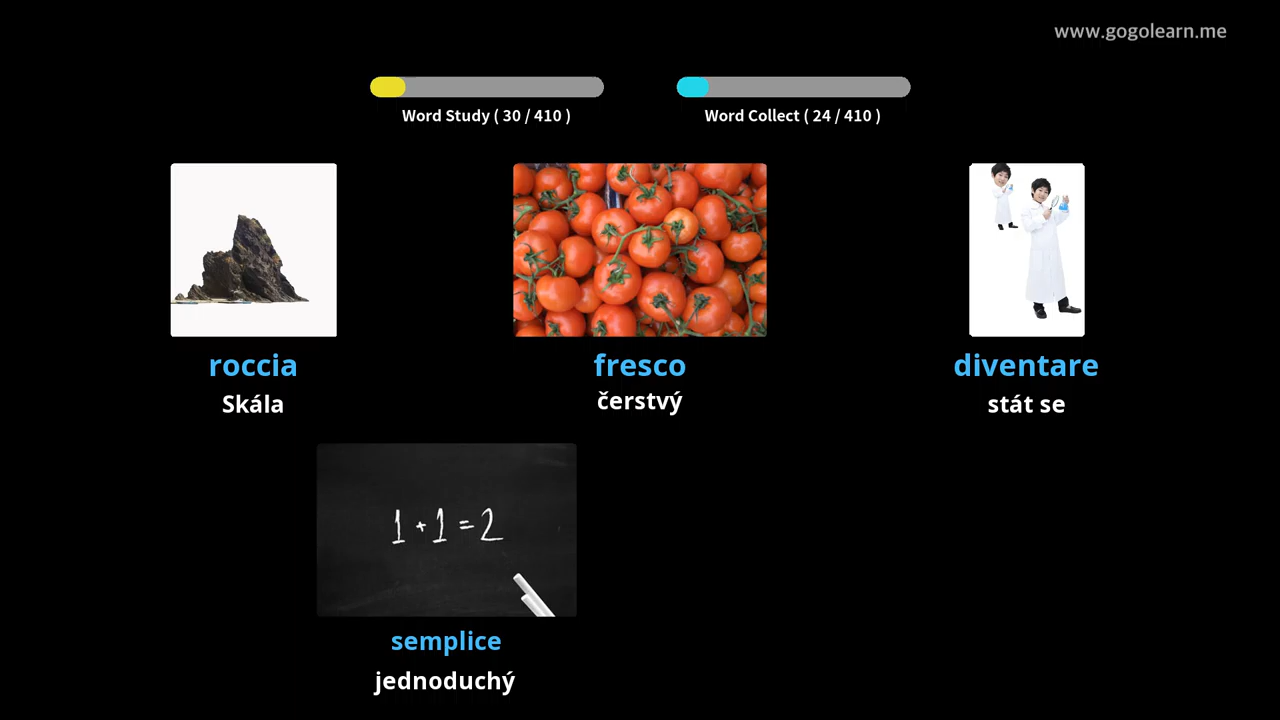 www.gogolearn.me
Word Study ( 30 / 410 )
Word Collect ( 24 / 410 )
roccia
Skála
fresco
čerstvý
diventare
stát se
1 + 1 = 2
semplice
jednoduchý